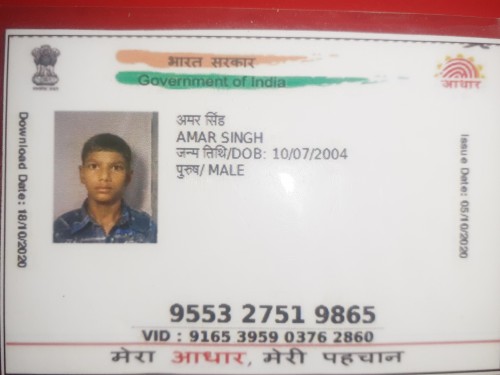 भारत सरकार
Government of India
आधार
Download Date: 18/10/2020
अमर सिंड
AMAR SINGH
जन्म तिथि/DOB: 10/07/2004
पुरुष/ MALE
Issue Date: 05/10/2020
9553 2751 9865
VID : 9165 3959 0376 2860
मेरा आधार, मेरी पहचान